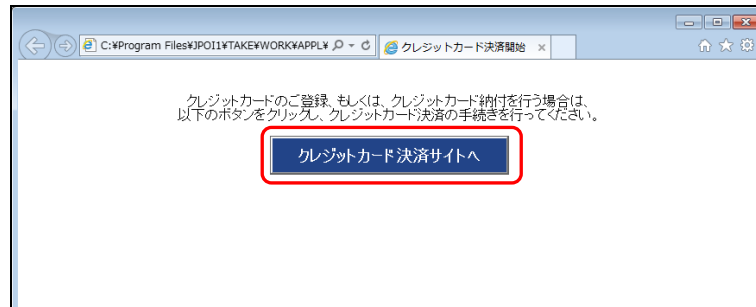 C:¥Program Files¥JPOI1¥TAKE¥WORK¥APPL¥
クレジットカード決済開始
クレジットカードのご登録、もしくは、クレジットカード納付を行う場合は、
以下のボタンをクリックし、クレジットカード決済の手続きを行ってください。
クレジットカード決済サイトへ